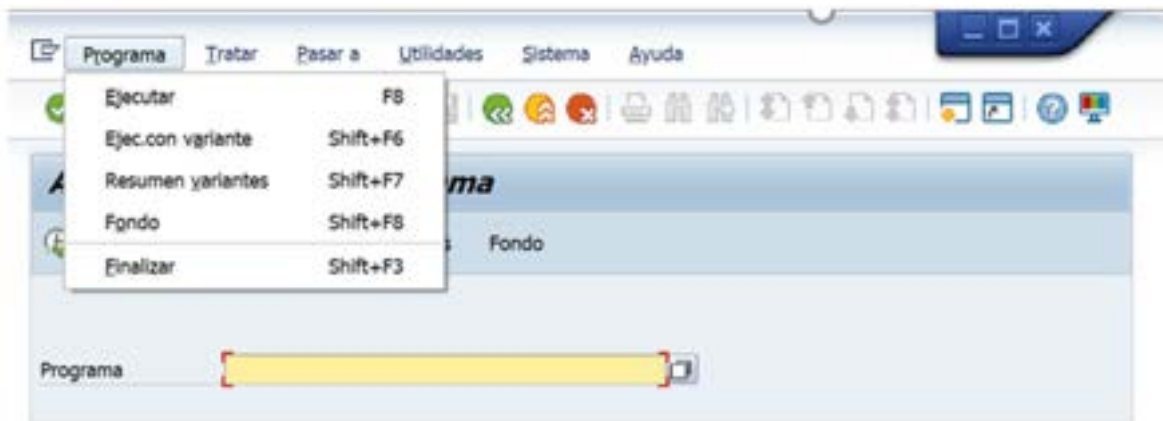 Programa Tratar Pasar a Utilidades Sistema Ayuda
Ejecutar F8
Ejec.con variante Shift+F6
Resumen variantes Shift+F7
Fondo Shift+F8
Finalizar Shift+F3
A ma
s Fondo
Programa